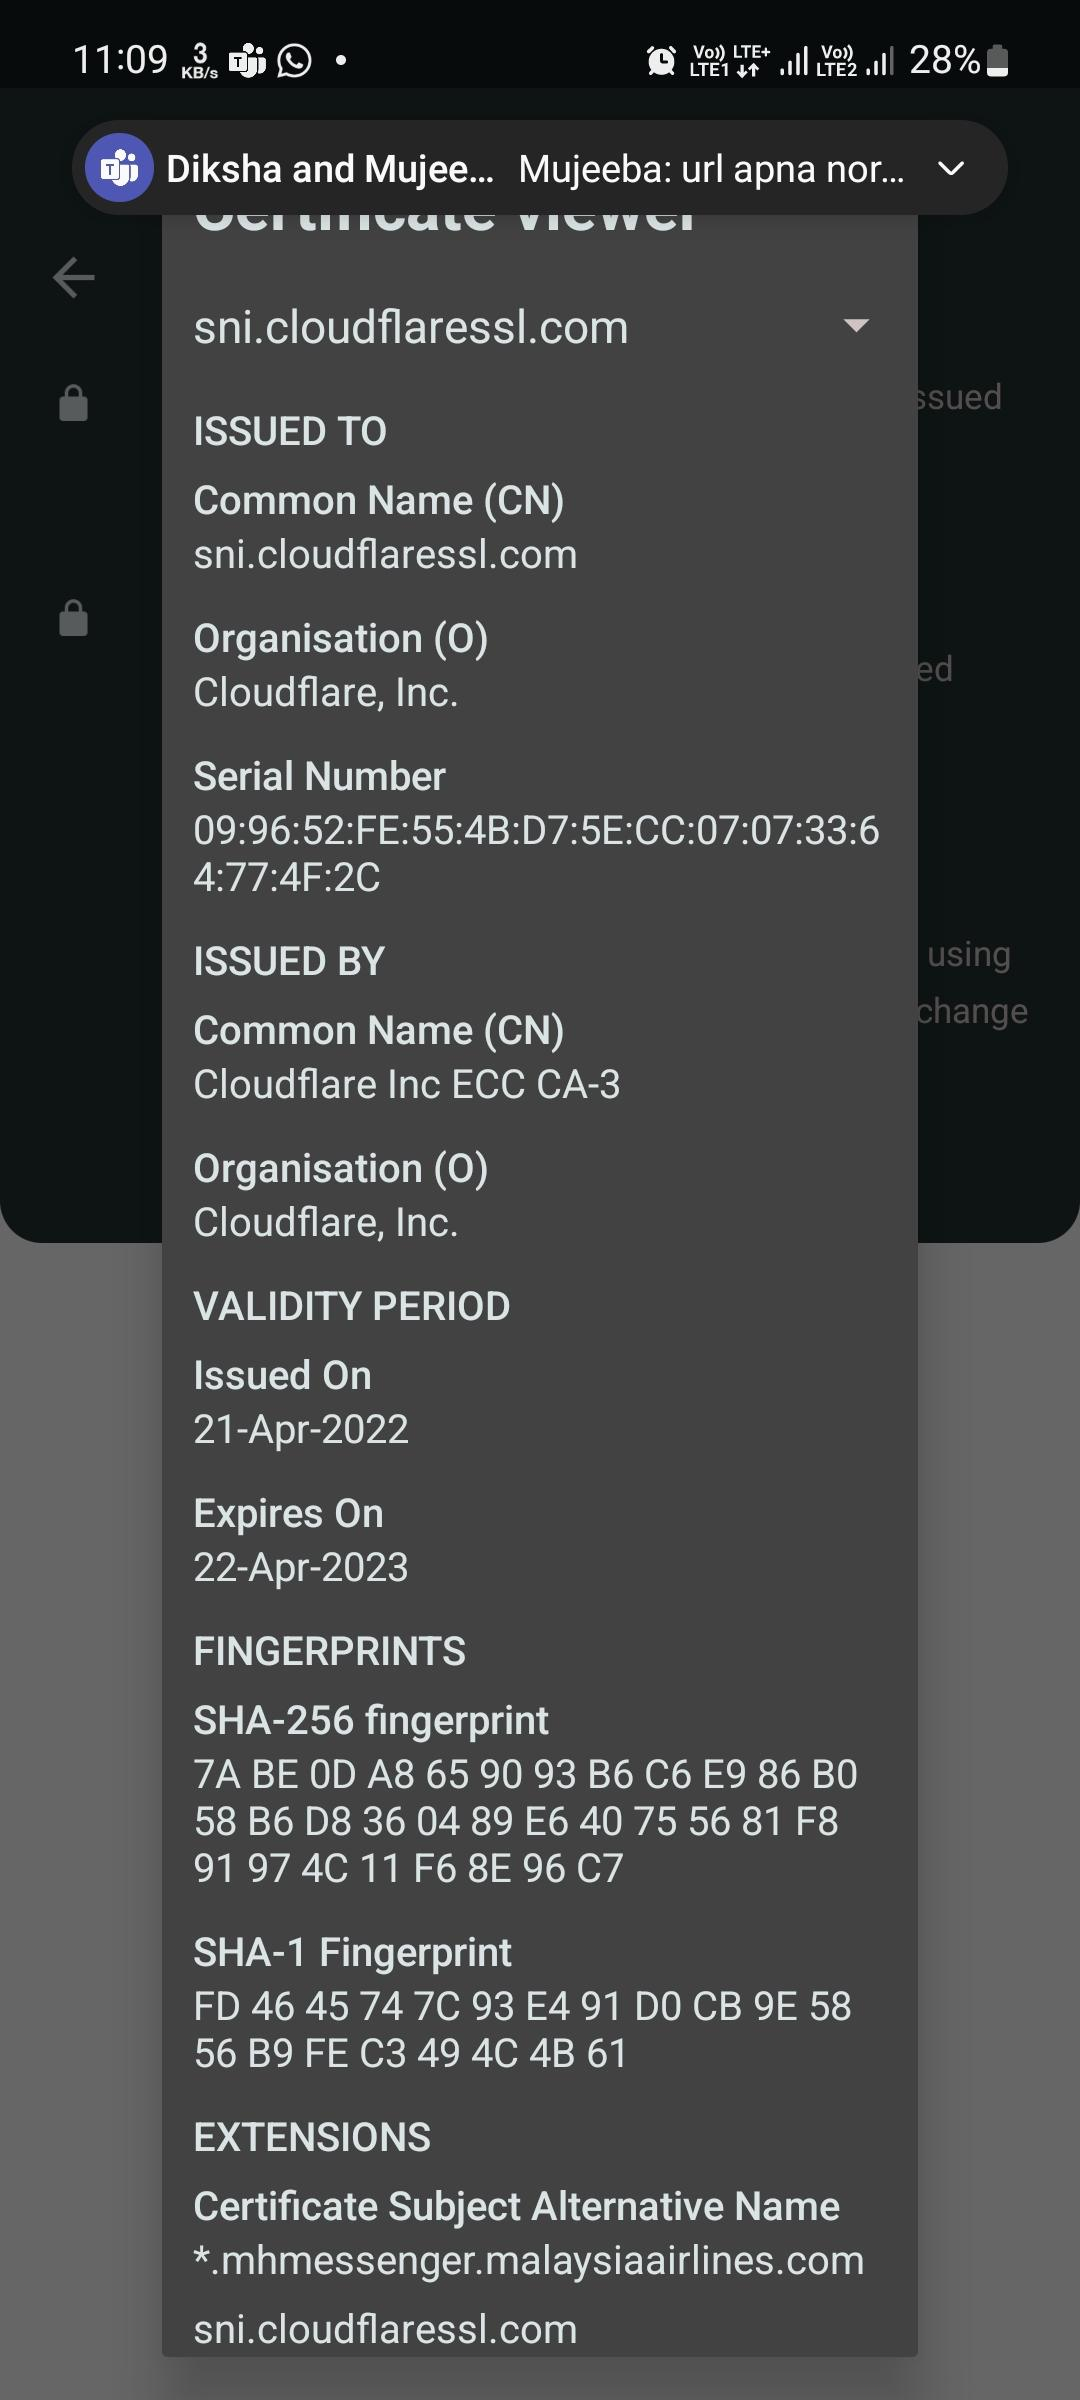 11:09 3 KB/s Vo)) LTE1 LTE+ Vo)) LTE2 28%
Diksha and Mujee... Mujeeba: url apna nor...
Certificate Viewer
sni.cloudflaressl.com
ssued
ISSUED TO
Common Name (CN)
sni.cloudflaressl.com
Organisation (O)
ed
Cloudflare, Inc.
Serial Number
09:96:52:FE:55:4B:D7:5E:CC:07:07:33:6
4:77:4F:2C
ISSUED BY
using
change
Common Name (CN)
Cloudflare Inc ECC CA-3
Organisation (O)
Cloudflare, Inc.
VALIDITY PERIOD
Issued On
21-Apr-2022
Expires On
22-Apr-2023
FINGERPRINTS
SHA-256 fingerprint
7A BE 0D A8 65 90 93 B6 C6 E9 86 B0
58 B6 D8 36 04 89 E6 40 75 56 81 F8
91 97 4C 11 F6 8E 96 C7
SHA-1 Fingerprint
FD 46 45 74 7C 93 E4 91 D0 CB 9E 58
56 B9 FE C3 49 4C 4B 61
EXTENSIONS
Certificate Subject Alternative Name
*.mhmessenger.malaysiaairlines.com
sni.cloudflaressl.com